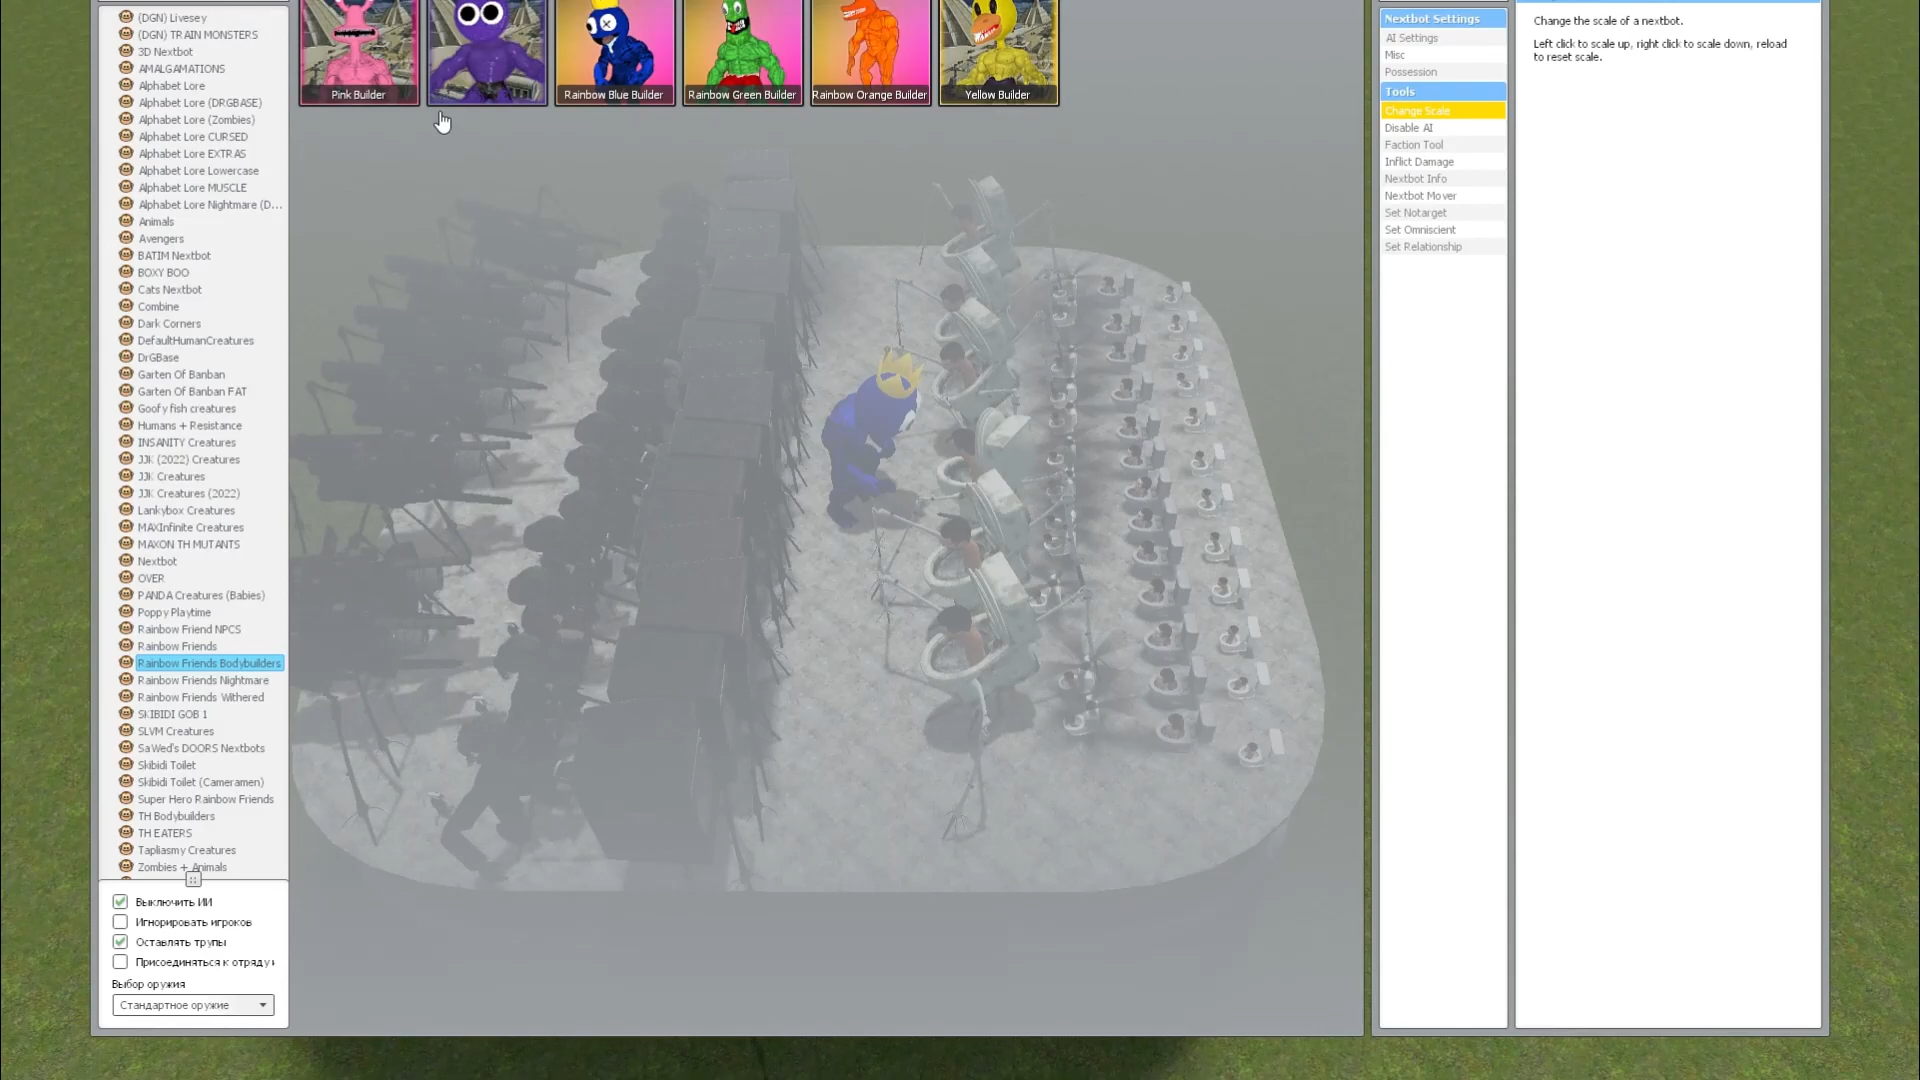 Pink Builder
Rainbow Blue Builder
Rainbow Green Builder
Rainbow Orange Builder
Yellow Builder
(DGN) Livesey
(DGN) TRAIN MONSTERS
3D Nextbot
AMALGAMATIONS
Alphabet Lore
Alphabet Lore (DRGBASE)
Alphabet Lore (Zombies)
Alphabet Lore CURSED
Alphabet Lore EXTRAS
Alphabet Lore Lowercase
Alphabet Lore MUSCLE
Alphabet Lore Nightmare (D...
Animals
Avengers
BATIM Nextbot
BOXY BOO
Cats Nextbot
Combine
Dark Corners
DefaultHumanCreatures
DrGBase
Garten Of Banban
Garten Of Banban FAT
Goofy fish creatures
Humans + Resistance
INSANITY Creatures
JJK (2022) Creatures
JJK Creatures
JJK Creatures (2022)
Lankybox Creatures
MAXInfinite Creatures
MAXON TH MUTANTS
Nextbot
OVER
PANDA Creatures (Babies)
Poppy Playtime
Rainbow Friend NPCS
Rainbow Friends
Rainbow Friends Bodybuilders
Rainbow Friends Nightmare
Rainbow Friends Withered
SKIBIDI GOB 1
SLVM Creatures
SaWed's DOORS Nextbots
Skibidi Toilet
Skibidi Toilet (Cameramen)
Super Hero Rainbow Friends
TH Bodybuilders
TH EATERS
Tapliasmy Creatures
Zombies + Animals
Выключить ИИ
Игнорировать игроков
Оставлять трупы
Присоединяться к отряду
Выбор оружия
Стандартное оружие
Nextbot Settings
AI Settings
Misc
Possession
Tools
Change Scale
Disable AI
Faction Tool
Inflict Damage
Nextbot Info
Nextbot Mover
Set Notarget
Set Omniscient
Set Relationship
Change the scale of a nextbot.
Left click to scale up, right click to scale down, reload
to reset scale.